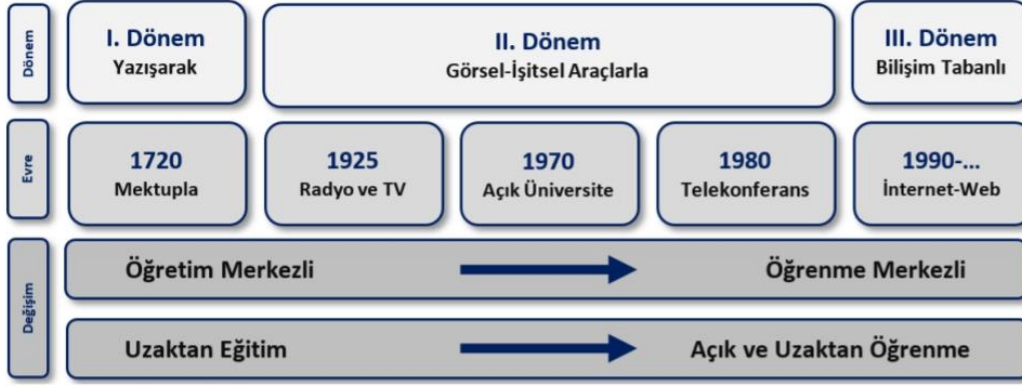 Dönem
I. Dönem
Yazışarak
II. Dönem
Görsel-İşitsel Araçlarla
III. Dönem
Bilişim Tabanlı
Evre
1720
Mektupla
1925
Radyo ve TV
1970
Açık Üniversite
1980
Telekonferans
1990-...
İnternet-Web
Değişim
Öğretim Merkezli
Öğrenme Merkezli
Uzaktan Eğitim
Açık ve Uzaktan Öğrenme